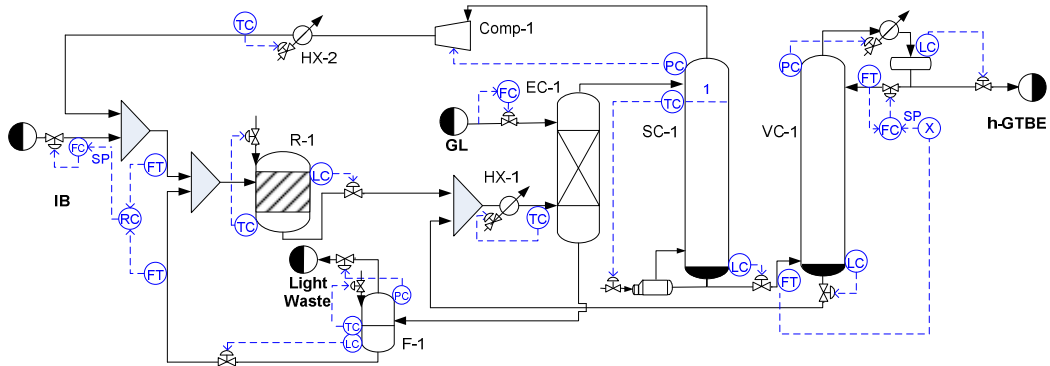 TC
HX-2
Comp-1
PC
1
TC
SC-1
LC
FT
PC
VC-1
LC
FT
FC
SP
X
h-GTBE
LC
EC-1
FC
GL
HX-1
TC
R-1
LC
TC
FC
SP
IB
FT
RC
FT
Light
Waste
PC
TC
LC
F-1